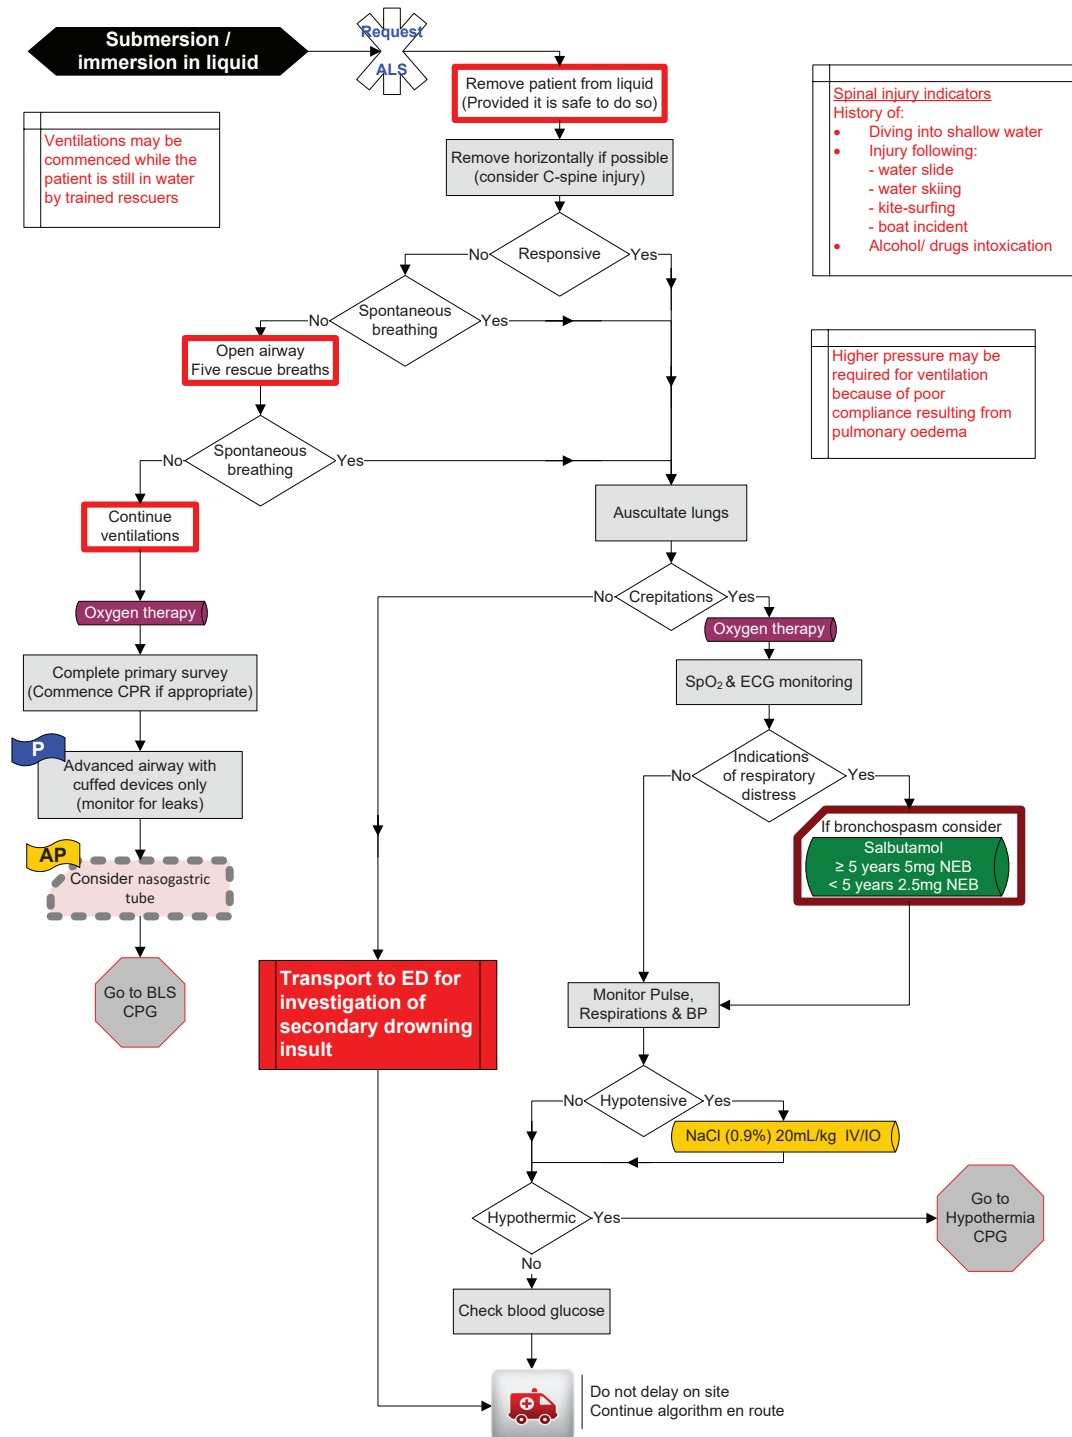 Submersion /
immersion in liquid
Request
ALS
Remove patient from liquid
(Provided it is safe to do so)
Ventilations may be
commenced while the
patient is still in water
by trained rescuers
Spinal injury indicators
History of:
• Diving into shallow water
• Injury following:
- water slide
- water skiing
- kite-surfing
- boat incident
• Alcohol/ drugs intoxication
Remove horizontally if possible
(consider C-spine injury)
No
Responsive
Yes
No
Spontaneous
breathing
Yes
Open airway
Five rescue breaths
Higher pressure may be
required for ventilation
because of poor
compliance resulting from
pulmonary oedema
No
Spontaneous
breathing
Yes
Continue
ventilations
Auscultate lungs
No
Crepitations
Yes
Oxygen therapy
Oxygen therapy
Complete primary survey
(Commence CPR if appropriate)
SpO₂ & ECG monitoring
P
Advanced airway with
cuffed devices only
(monitor for leaks)
No
Indications
of respiratory
distress
Yes
If bronchospasm consider
Salbutamol
≥ 5 years 5mg NEB
< 5 years 2.5mg NEB
AP
Consider nasogastric
tube
Go to BLS
CPG
Transport to ED for
investigation of
secondary drowning
insult
Monitor Pulse,
Respirations & BP
No
Hypotensive
Yes
NaCl (0.9%) 20mL/kg IV/IO
Hypothermic
Yes
Go to
Hypothermia
CPG
No
Check blood glucose
Do not delay on site
Continue algorithm en route